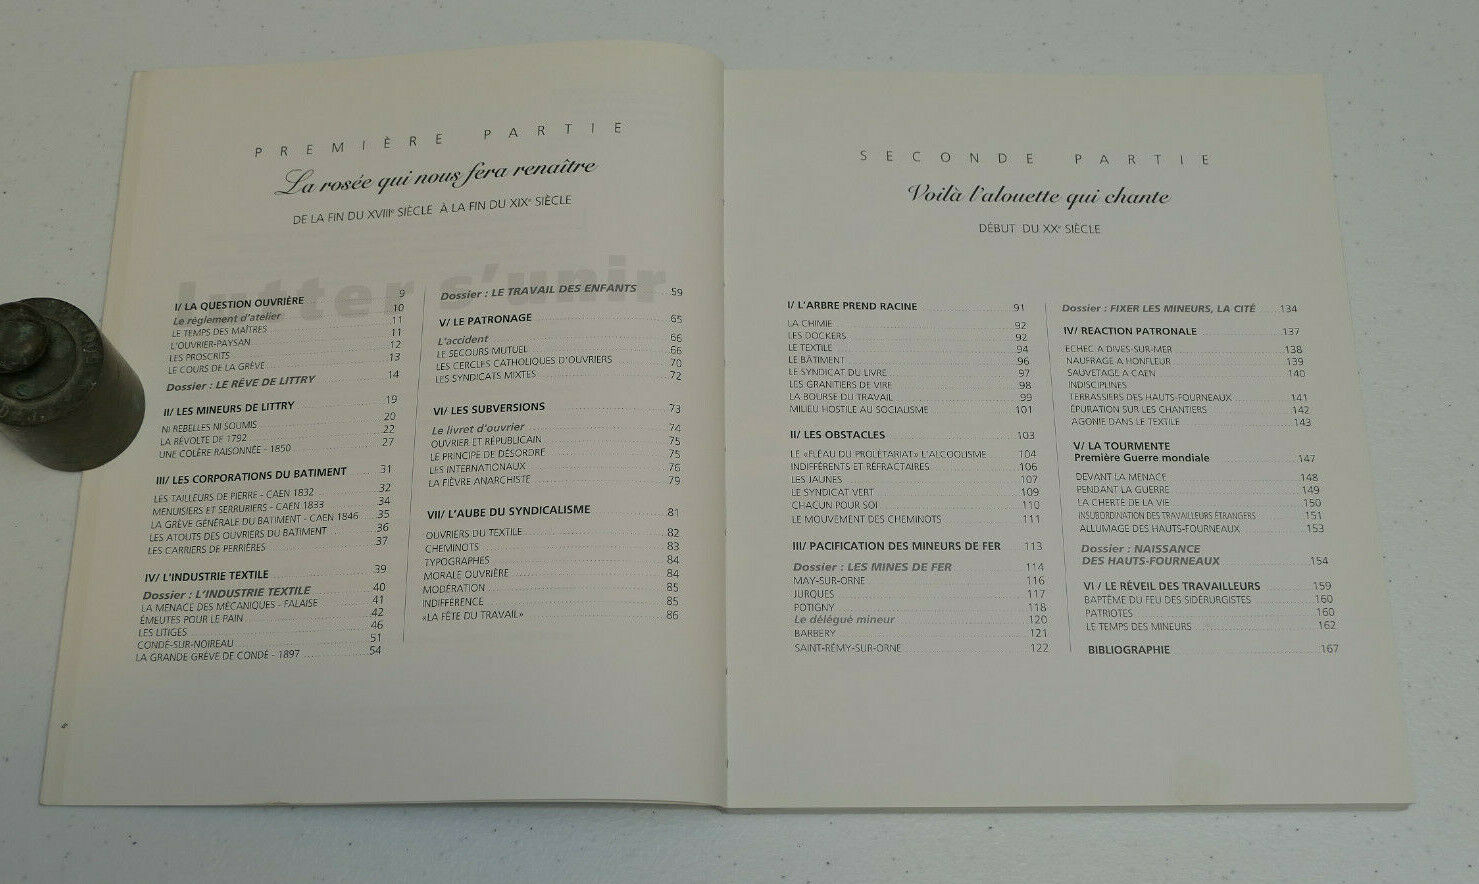 PREMIÈRE PARTIE
La rosée qui nous fera renaître
DE LA FIN DU XVIIIe SIÈCLE À LA FIN DU XIXe SIÈCLE
Lutter s'unir
I/ LA QUESTION OUVRIÈRE 9
Le réglement d'atelier 10
LE TEMPS DES MAÎTRES 11
L'OUVRIER-PAYSAN 11
LES PROSCRITS 12
LE COURS DE LA GRÈVE 13
Dossier : LE RÊVE DE LITTRY 14
II/ LES MINEURS DE LITTRY 19
NI REBELLES NI SOUMIS 20
LA RÉVOLTE DE 1792 22
UNE COLÈRE RAISONNÉE - 1850 27
III/ LES CORPORATIONS DU BATIMENT 31
LES TAILLEURS DE PIERRE - CAEN 1832 32
MENUISIERS ET SERRURIERS - CAEN 1833 34
LA GRÈVE GÉNÉRALE DU BATIMENT - CAEN 1846 35
LES ATOUTS DES OUVRIERS DU BATIMENT 36
LES CARRIERS DE PERRIÈRES 37
IV/ L'INDUSTRIE TEXTILE 39
Dossier : L'INDUSTRIE TEXTILE 40
LA MENACE DES MÉCANIQUES - FALAISE 41
ÉMEUTES POUR LE PAIN 42
LES LITIGES 46
CONDÉ-SUR-NOIREAU 51
LA GRANDE GRÈVE DE CONDÉ - 1897 54
Dossier : LE TRAVAIL DES ENFANTS 59
V/ LE PATRONAGE 65
L'accident 66
LE SECOURS MUTUEL 66
LES CERCLES CATHOLIQUES D'OUVRIERS 70
LES SYNDICATS MIXTES 72
VI/ LES SUBVERSIONS 73
Le livret d'ouvrier 74
OUVRIER ET RÉPUBLICAIN 75
LE PRINCIPE DE DÉSORDRE 75
LES INTERNATIONAUX 76
LA FIÈVRE ANARCHISTE 79
VII/ L'AUBE DU SYNDICALISME 81
OUVRIERS DU TEXTILE 82
CHEMINOTS 83
TYPOGRAPHES 84
MORALE OUVRIÈRE 84
MODÉRATION 85
INDIFFÉRENCE 85
«LA FÊTE DU TRAVAIL» 86
SECONDE PARTIE
Voilà l'alouette qui chante
DÉBUT DU XXe SIÈCLE
I/ L'ARBRE PREND RACINE 91
LA CHIMIE 92
LES DOCKERS 92
LE TEXTILE 94
LE BÂTIMENT 96
LE SYNDICAT DU LIVRE 97
LES GRANITIERS DE VIRE 98
LA BOURSE DU TRAVAIL 99
MILIEU HOSTILE AU SOCIALISME 101
II/ LES OBSTACLES 103
LE «FLÉAU DU PROLÉTARIAT» L'ALCOOLISME 104
INDIFFÉRENTS ET RÉFRACTAIRES 106
LES JAUNES 107
LE SYNDICAT VERT 109
CHACUN POUR SOI 110
LE MOUVEMENT DES CHEMINOTS 111
III/ PACIFICATION DES MINEURS DE FER 113
Dossier : LES MINES DE FER 114
MAY-SUR-ORNE 116
JURQUES 117
POTIGNY 118
Le délégué mineur 120
BARBERY 121
SAINT-RÉMY-SUR-ORNE 122
Dossier : FIXER LES MINEURS, LA CITÉ 134
IV/ REACTION PATRONALE 137
ECHEC A DIVES-SUR-MER 138
NAUFRAGE A HONFLEUR 139
SAUVETAGE A CAEN 140
INDISCIPLINES
TERRASSIERS DES HAUTS-FOURNEAUX 141
ÉPURATION SUR LES CHANTIERS 142
AGONIE DANS LE TEXTILE 143
V/ LA TOURMENTE
Première Guerre mondiale 147
DEVANT LA MENACE 148
PENDANT LA GUERRE 149
LA CHERTÉ DE LA VIE 150
INSUBORDINATION DES TRAVAILLEURS ÉTRANGERS 151
ALLUMAGE DES HAUTS-FOURNEAUX 153
Dossier : NAISSANCE
DES HAUTS-FOURNEAUX 154
VI / LE RÉVEIL DES TRAVAILLEURS 159
BAPTÊME DU FEU DES SIDÉRURGISTES 160
PATRIOTES 160
LE TEMPS DES MINEURS 162
BIBLIOGRAPHIE 167